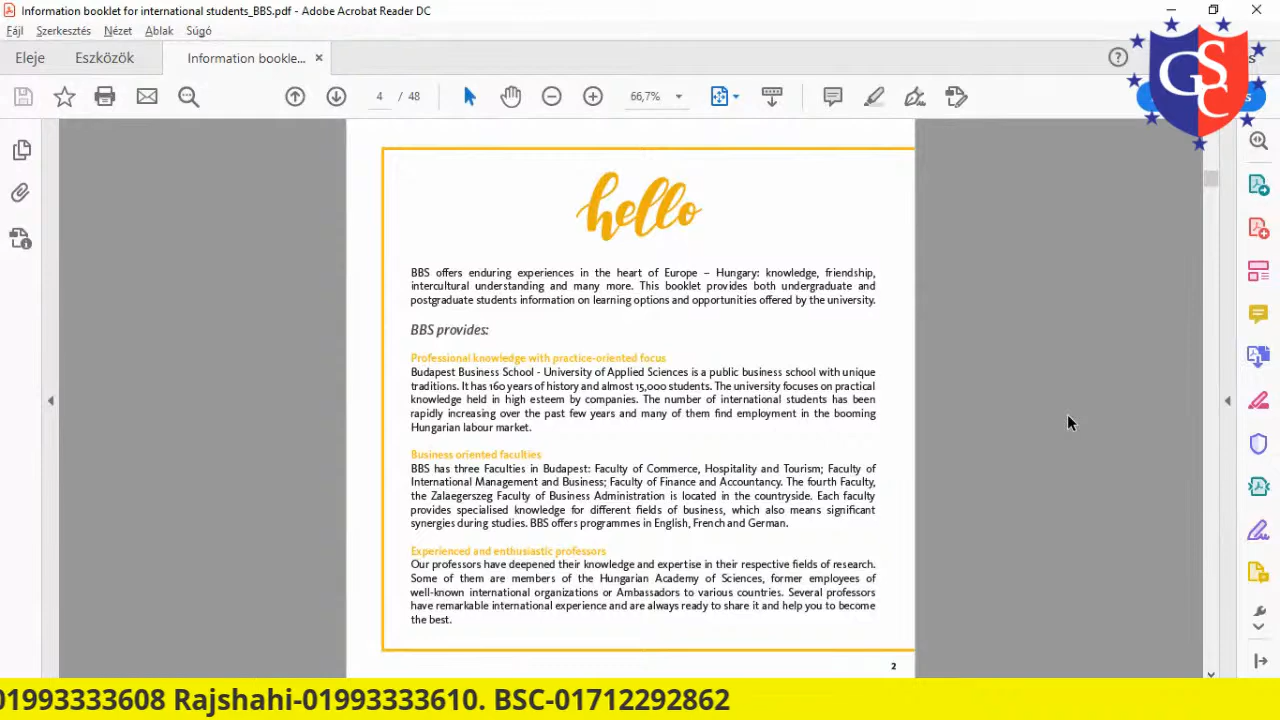 Information booklet for international students_BBS.pdf - Adobe Acrobat Reader DC
Fájl Szerkesztés Nézet Ablak Súgó
Eleje Eszközök Information bookle...
4 / 48 66,7%
GSC
hello
BBS offers enduring experiences in the heart of Europe – Hungary: knowledge, friendship,
intercultural understanding and many more. This booklet provides both undergraduate and
postgraduate students information on learning options and opportunities offered by the university.
BBS provides:
Professional knowledge with practice-oriented focus
Budapest Business School - University of Applied Sciences is a public business school with unique
traditions. It has 160 years of history and almost 15,000 students. The university focuses on practical
knowledge held in high esteem by companies. The number of international students has been
rapidly increasing over the past few years and many of them find employment in the booming
Hungarian labour market.
Business oriented faculties
BBS has three Faculties in Budapest: Faculty of Commerce, Hospitality and Tourism; Faculty of
International Management and Business; Faculty of Finance and Accountancy. The fourth Faculty,
the Zalaegerszeg Faculty of Business Administration is located in the countryside. Each faculty
provides specialised knowledge for different fields of business, which also means significant
synergies during studies. BBS offers programmes in English, French and German.
Experienced and enthusiastic professors
Our professors have deepened their knowledge and expertise in their respective fields of research.
Some of them are members of the Hungarian Academy of Sciences, former employees of
well-known international organizations or Ambassadors to various countries. Several professors
have remarkable international experience and are always ready to share it and help you to become
the best.
2
01993333608 Rajshahi-01993333610. BSC-01712292862